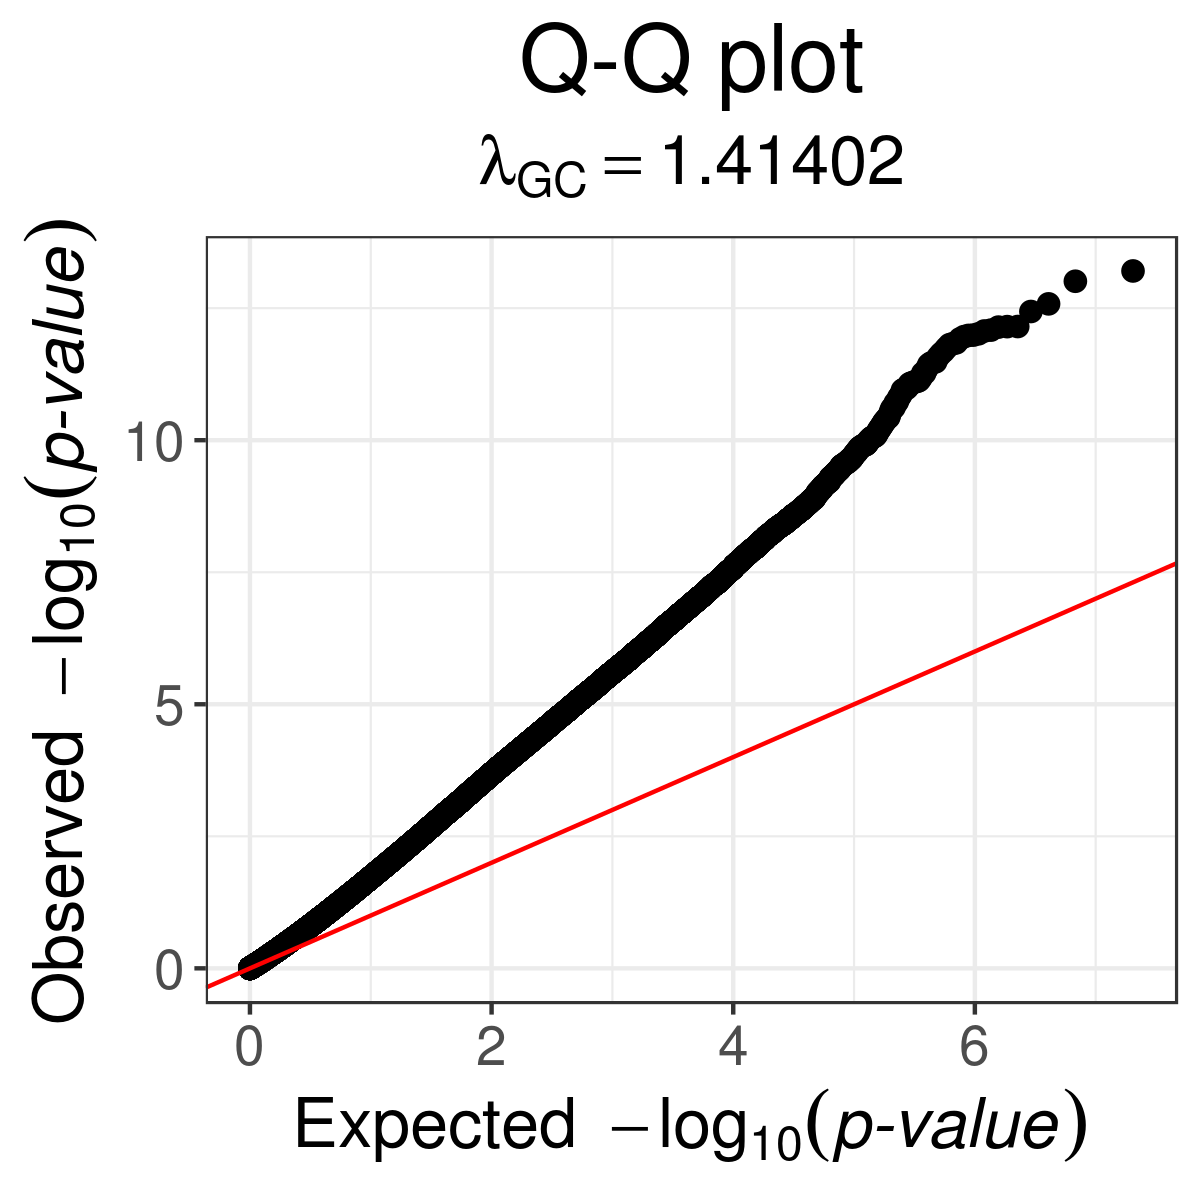 Q-Q plot
λGC = 1.41402
Observed −log10(p-value)
10
5
0
0 2 4 6
Expected −log10(p-value)